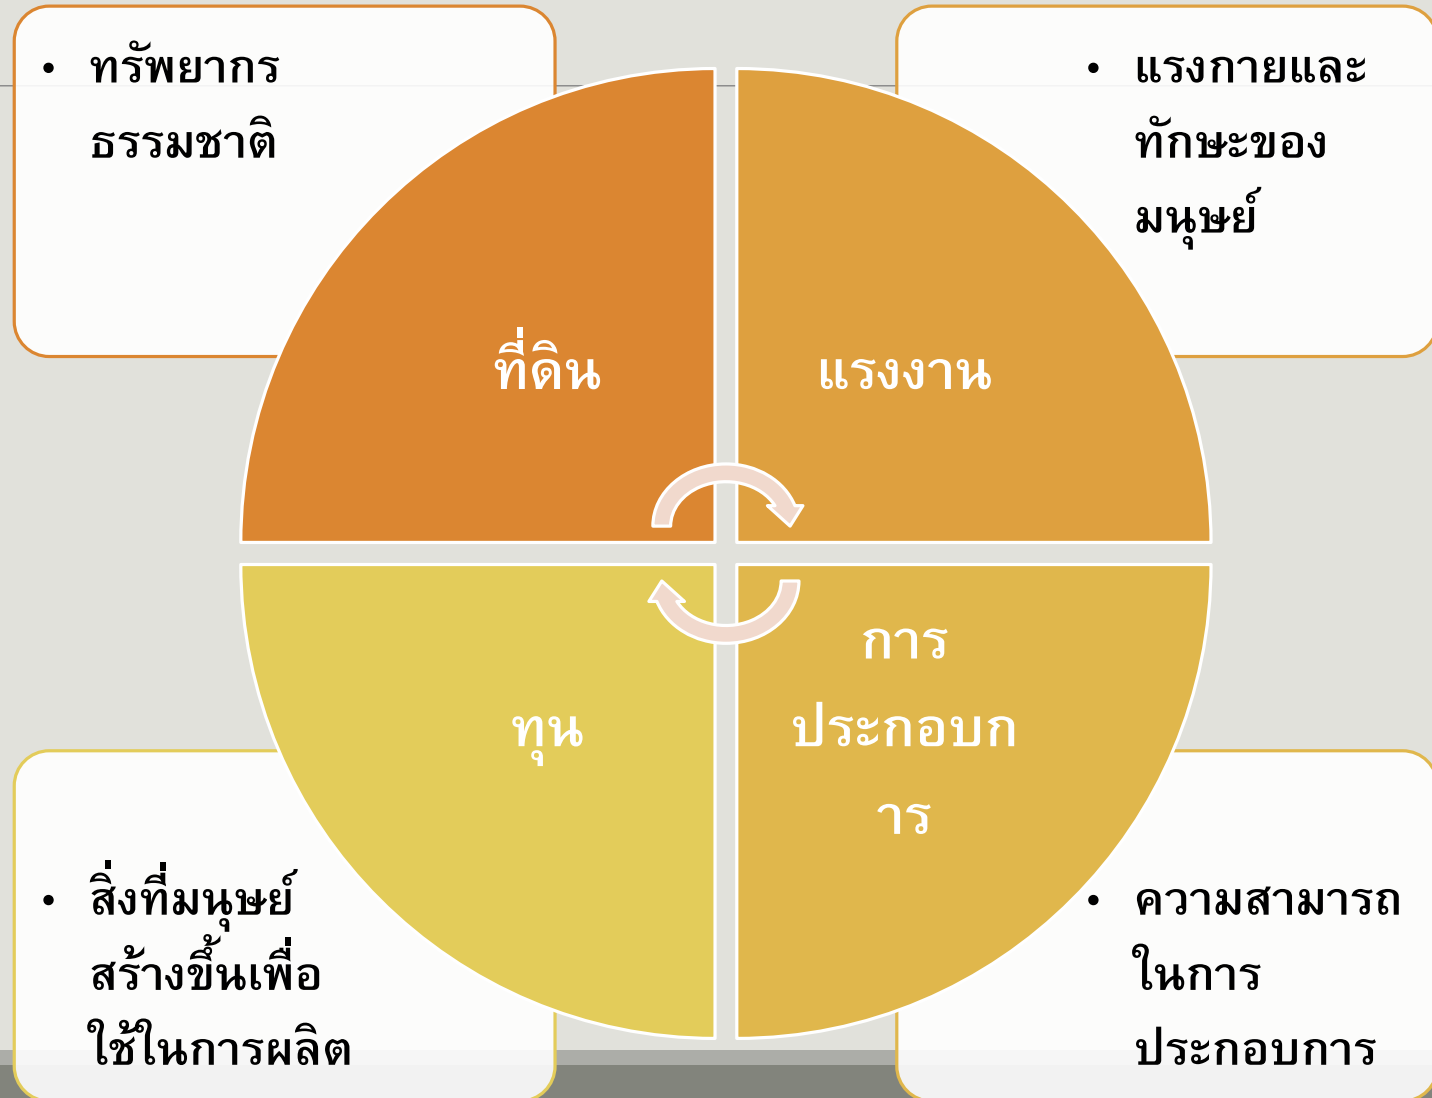 • ทรัพยากร
ธรรมชาติ
• แรงกายและ
ทักษะของ
มนุษย์
ที่ดิน
แรงงาน
ทุน
การ
ประกอบก
าร
• สิ่งที่มนุษย์
สร้างขึ้นเพื่อ
ใช้ในการผลิต
• ความสามารถ
ในการ
ประกอบการ